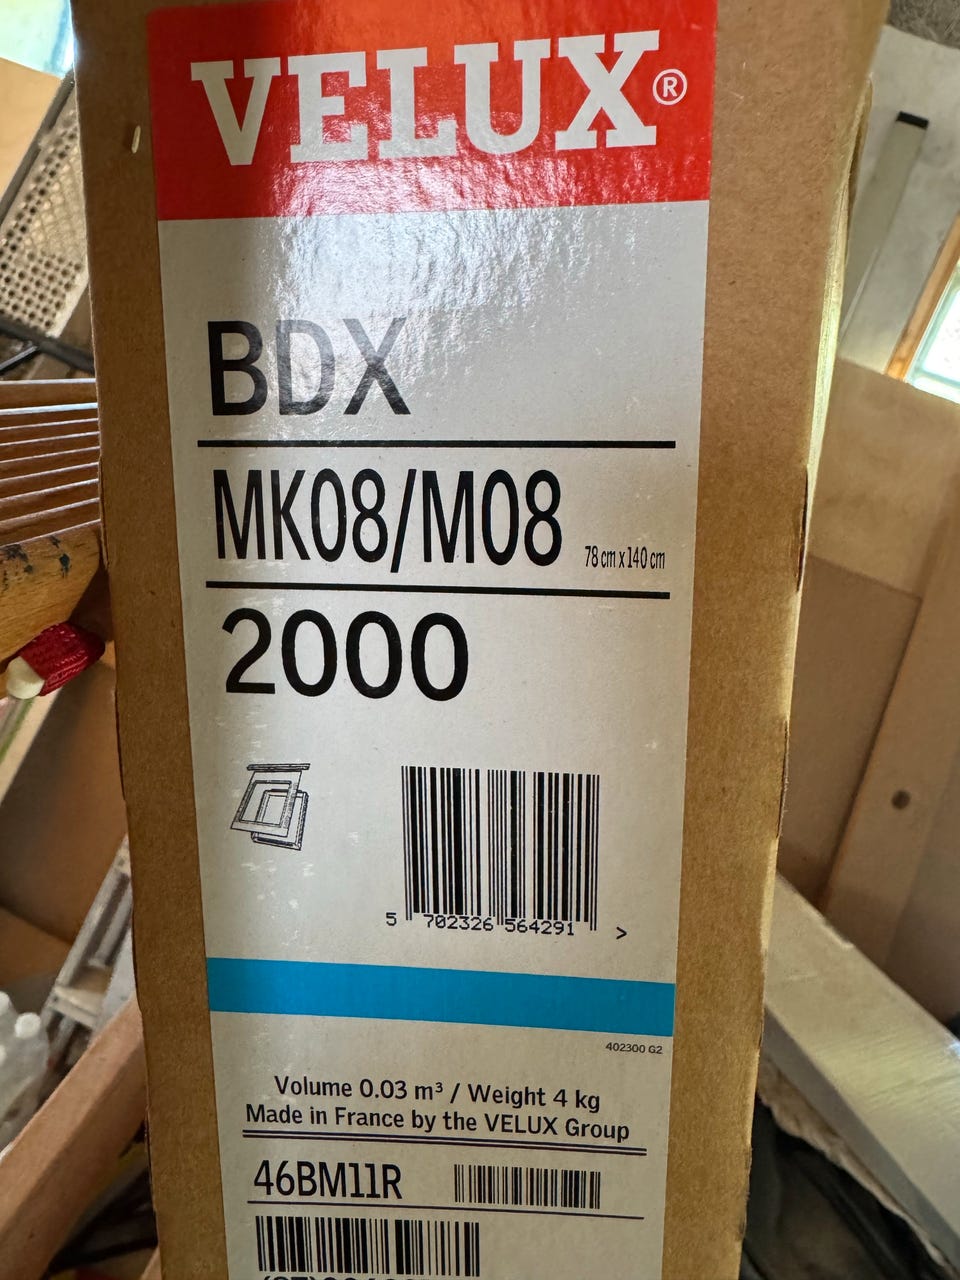 VELUX®
BDX
MK08/M08 78 cm x 140 cm
2000
5 702326 564291 >
402300 G2
Volume 0.03 m³ / Weight 4 kg
Made in France by the VELUX Group
46BM11R